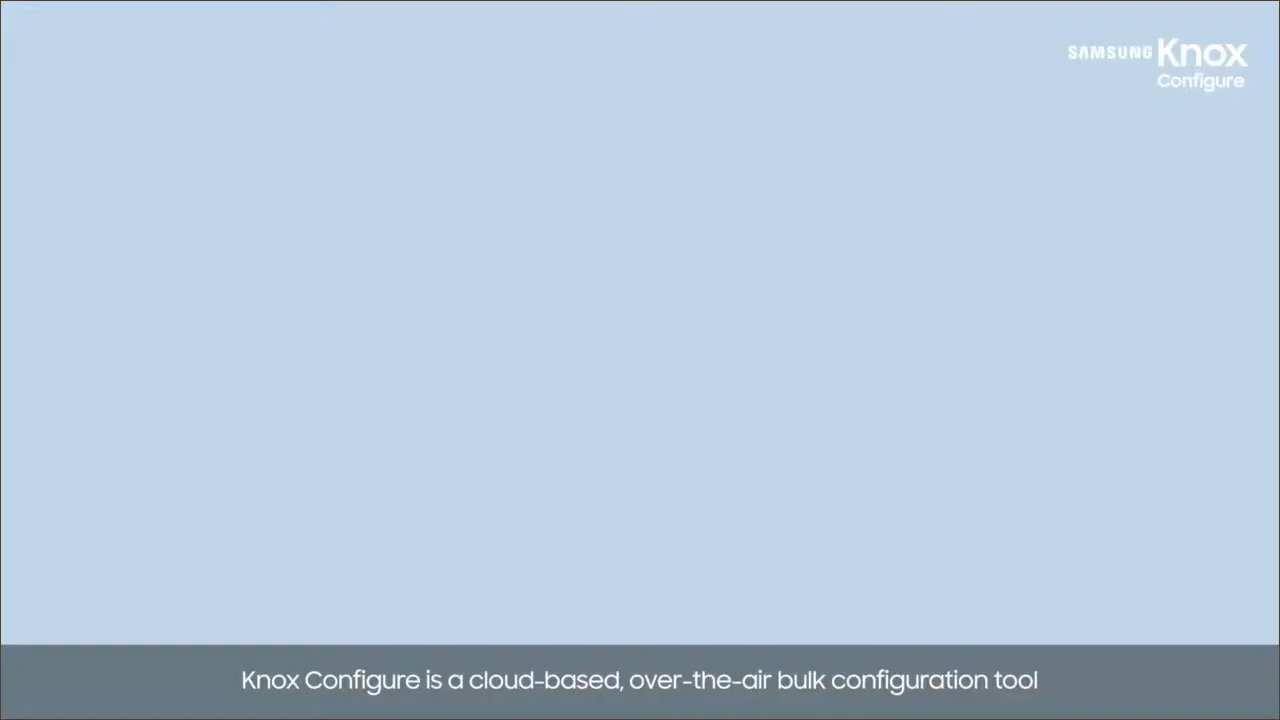 SAMSUNG Knox
Configure
Knox Configure is a cloud-based, over-the-air bulk configuration tool